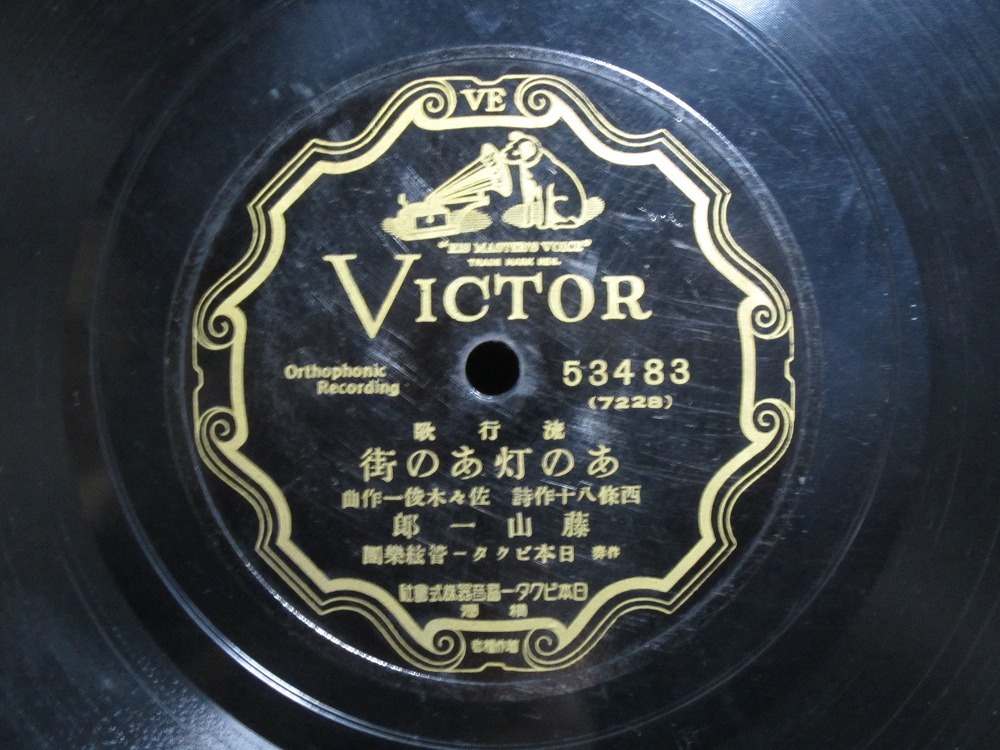 VE
"HIS MASTER'S VOICE"
TRADE MARK REG.
VICTOR
Orthophonic
Recording
53483
(7228)
流行歌
あの灯あの街
西條八十作詩 佐々木俊一作曲
藤山一郎
伴奏 日本ビクター管絃樂團
日本ビクター蓄音器株式會社
横濱